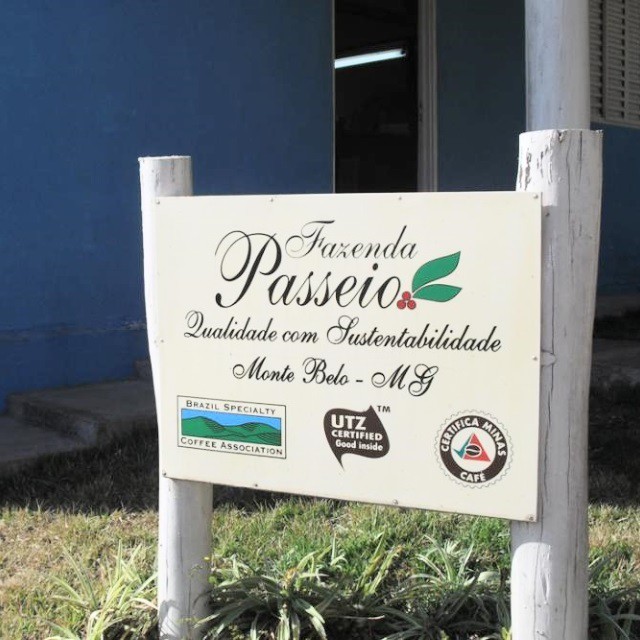 Fazenda
Passeio
Qualidade com Sustentabilidade
Monte Belo - MG
BRAZIL SPECIALTY
COFFEE ASSOCIATION
UTZ TM
CERTIFIED
Good inside
CERTIFICA MINAS
CAFÉ